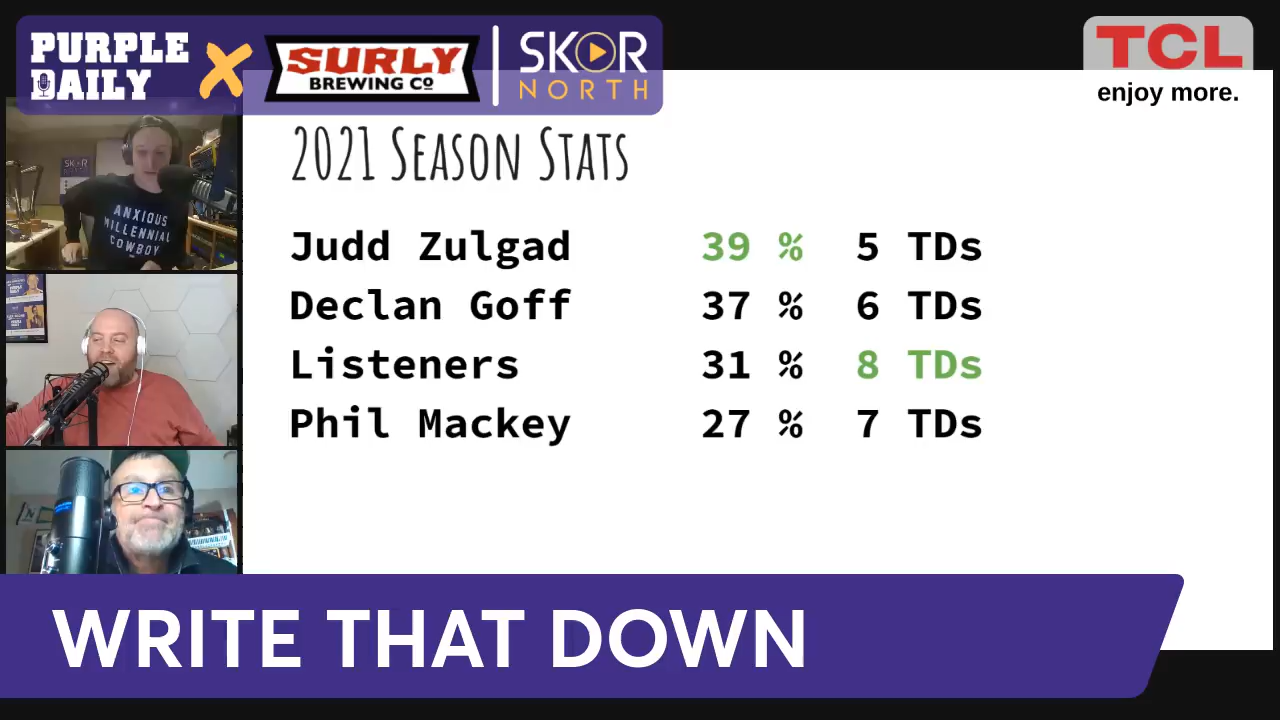 PURPLE
DAILY
X
SURLY
BREWING CO
SKOR
NORTH
TCL
enjoy more.
SKOR
ANXIOUS
MILLENNIAL
COWBOY
2021 Season Stats
Judd Zulgad 39 % 5 TDs
Declan Goff 37 % 6 TDs
Listeners 31 % 8 TDs
Phil Mackey 27 % 7 TDs
WRITE THAT DOWN